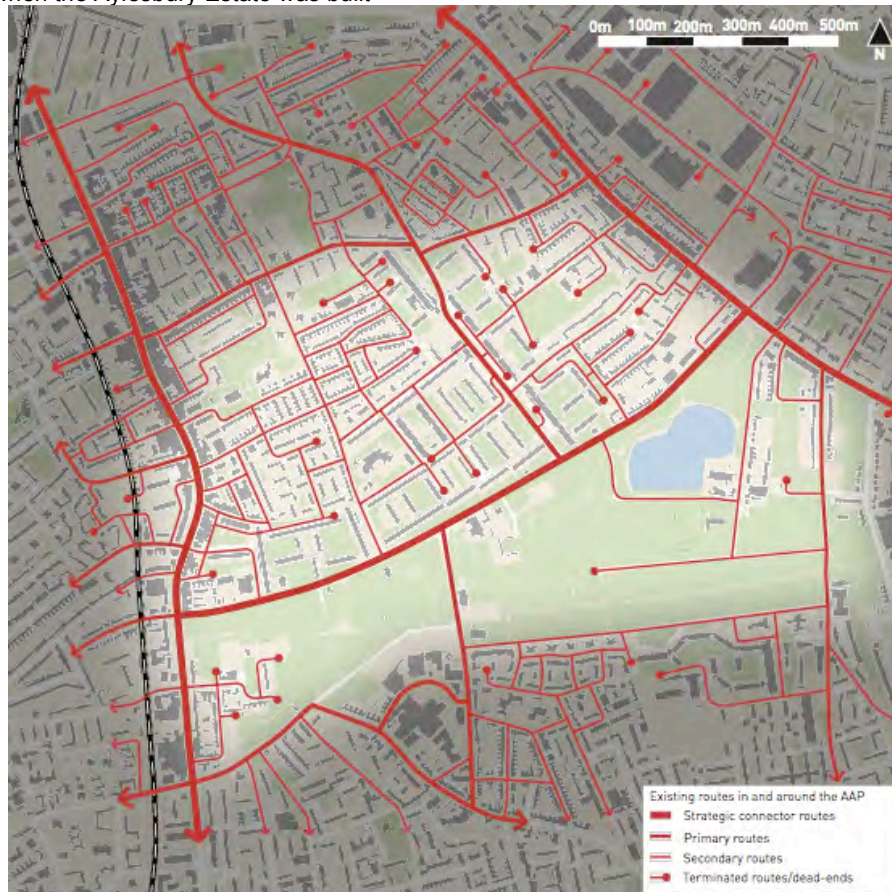 when the Aylesbury Estate was built
0m 100m 200m 300m 400m 500m
N
Existing routes in and around the AAP
Strategic connector routes
Primary routes
Secondary routes
Terminated routes/dead-ends